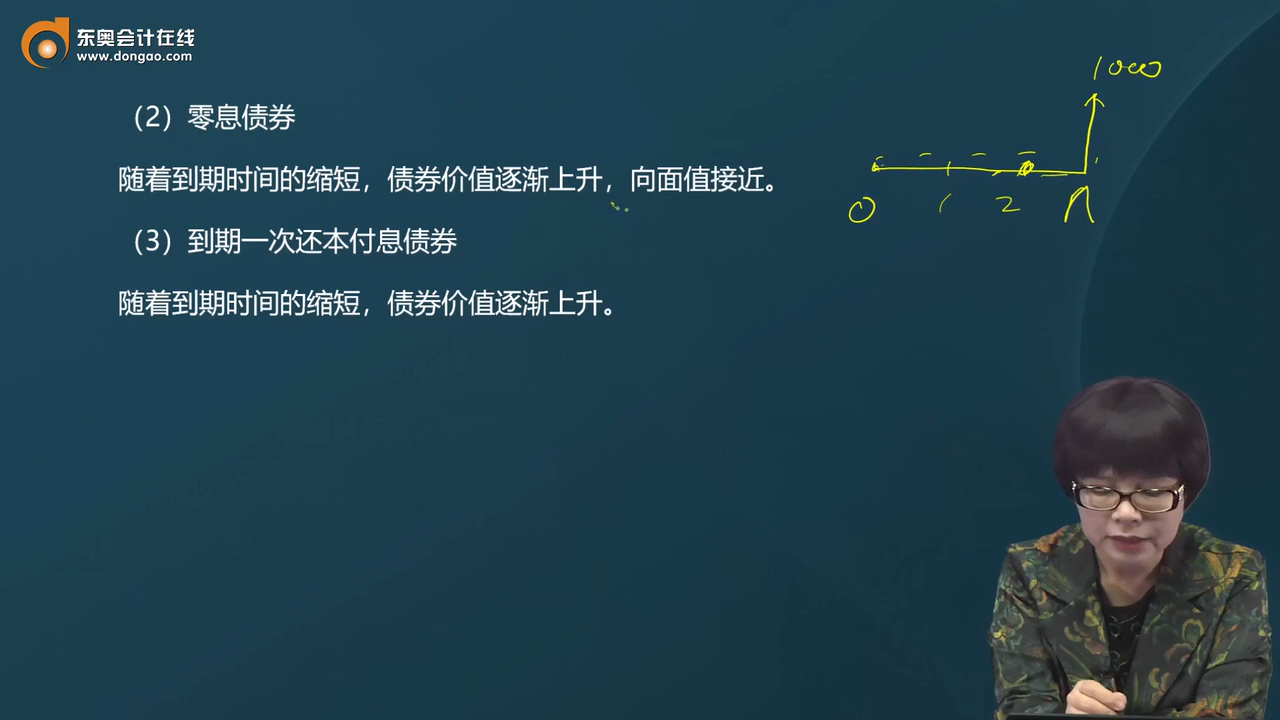 东奥会计在线
www.dongao.com
（2）零息债券
随着到期时间的缩短，债券价值逐渐上升，向面值接近。
（3）到期一次还本付息债券
随着到期时间的缩短，债券价值逐渐上升。
1000
0 1 2 n